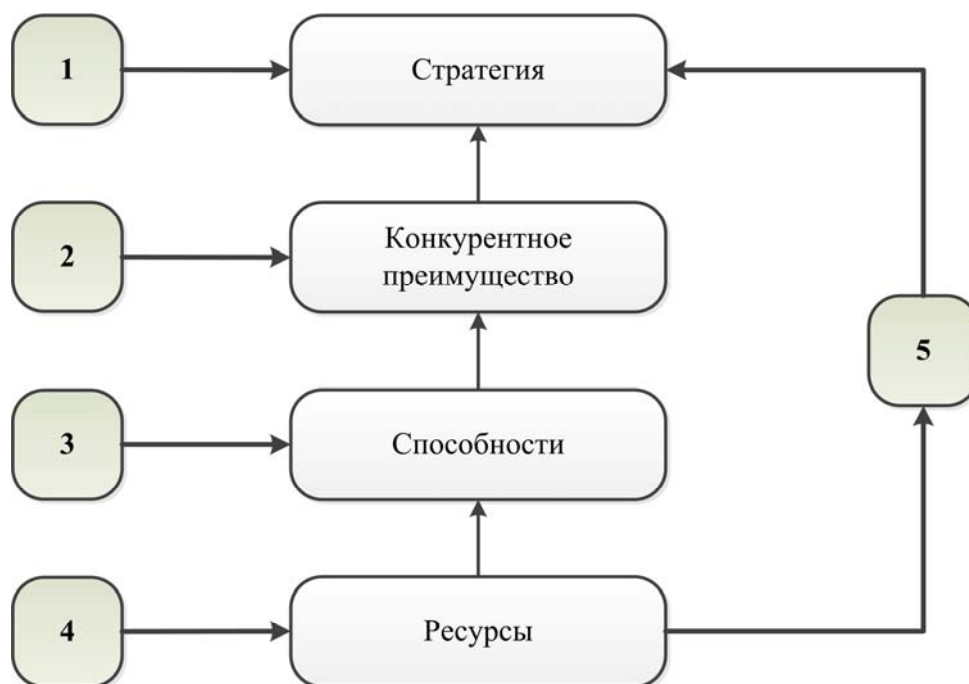 1
Стратегия
2
Конкурентное
преимущество
5
3
Способности
4
Ресурсы